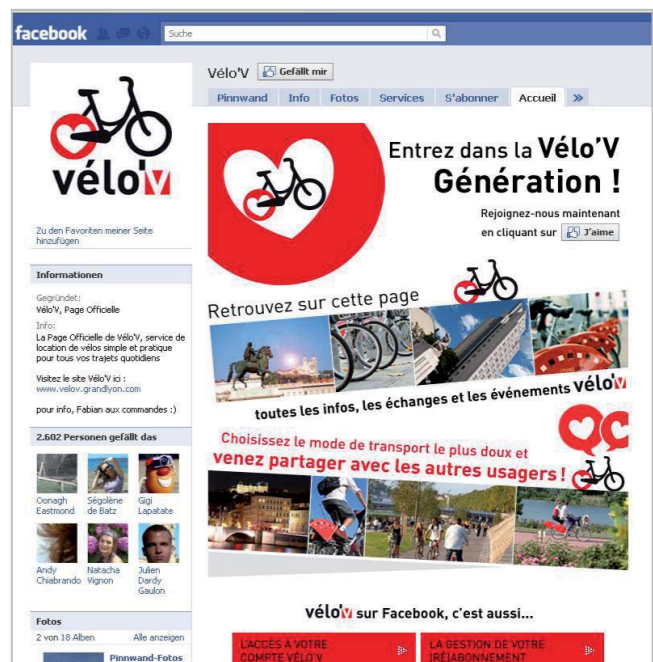 facebook
Suche
Vélo'V Gefällt mir
Pinnwand Info Fotos Services S'abonner Accueil »
vélo'v
Zu den Favoriten meiner Seite
hinzufügen
Informationen
Gegründet:
Vélo'V, Page Officielle
Info:
La Page Officielle de Vélo'V, service de
location de vélos simple et pratique
pour tous vos trajets quotidiens
Visitez le site Vélo'V ici :
www.velov.grandlyon.com
pour info, Fabian aux commandes :)
2.602 Personen gefällt das
Oonagh
Eastmond
Ségolène
de Batz
Gigi
Lapatate
Andy
Chiabrando
Natacha
Vignon
Julien
Dardy
Gaulon
Fotos
2 von 18 Alben Alle anzeigen
Pinnwand-Fotos
Entrez dans la Vélo'V
Génération !
Rejoignez-nous maintenant
en cliquant sur J'aime
Retrouvez sur cette page
toutes les infos, les échanges et les événements vélo'v
Choisissez le mode de transport le plus doux et
venez partager avec les autres usagers !
vélo'v sur Facebook, c'est aussi...
L'ACCÈS À VOTRE
COMPTE VÉLO'V
LA GESTION DE VOTRE
(RÉ)ABONNEMENT